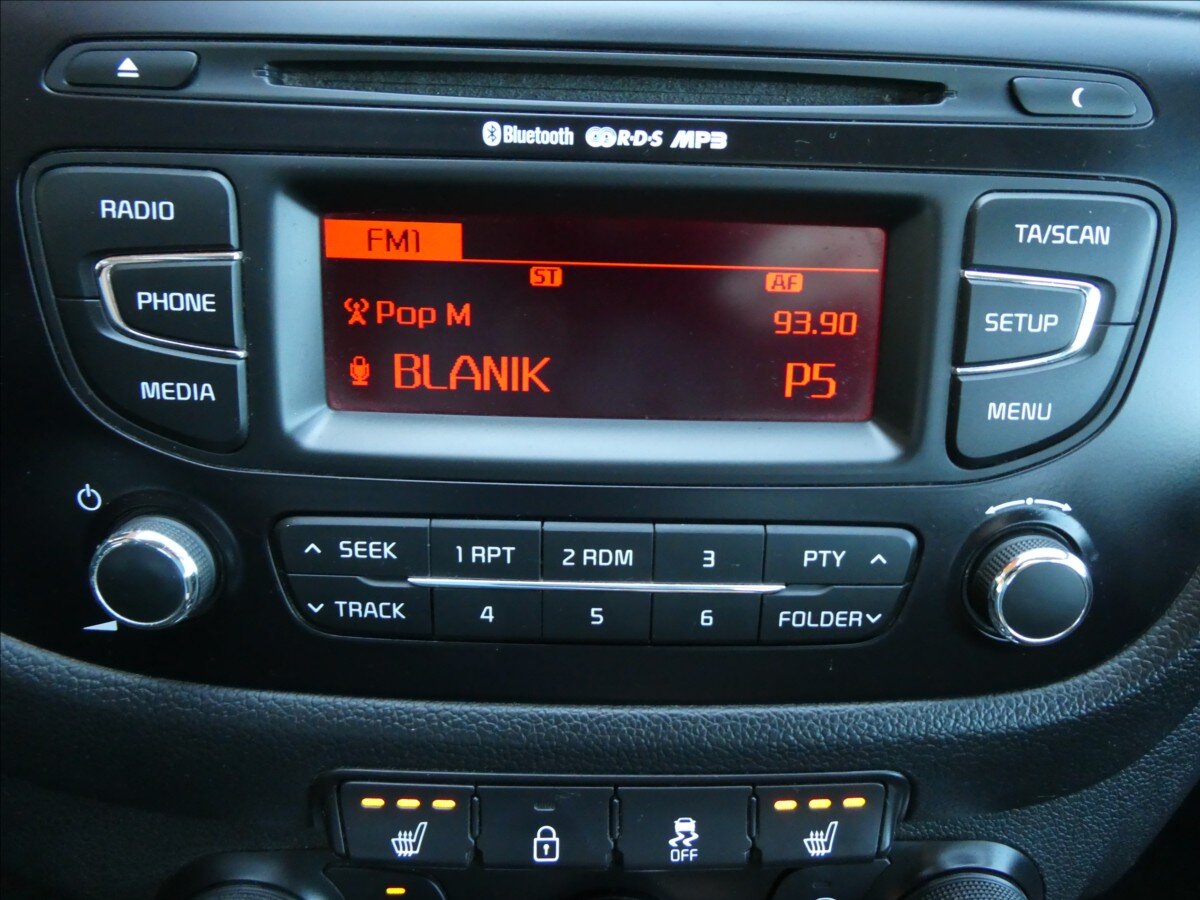 Bluetooth R·D·S MP3
RADIO
PHONE
MEDIA
FM1
ST AF
Pop M 93.90
BLANIK P5
TA/SCAN
SETUP
MENU
SEEK 1 RPT 2 RDM 3 PTY
TRACK 4 5 6 FOLDER
OFF